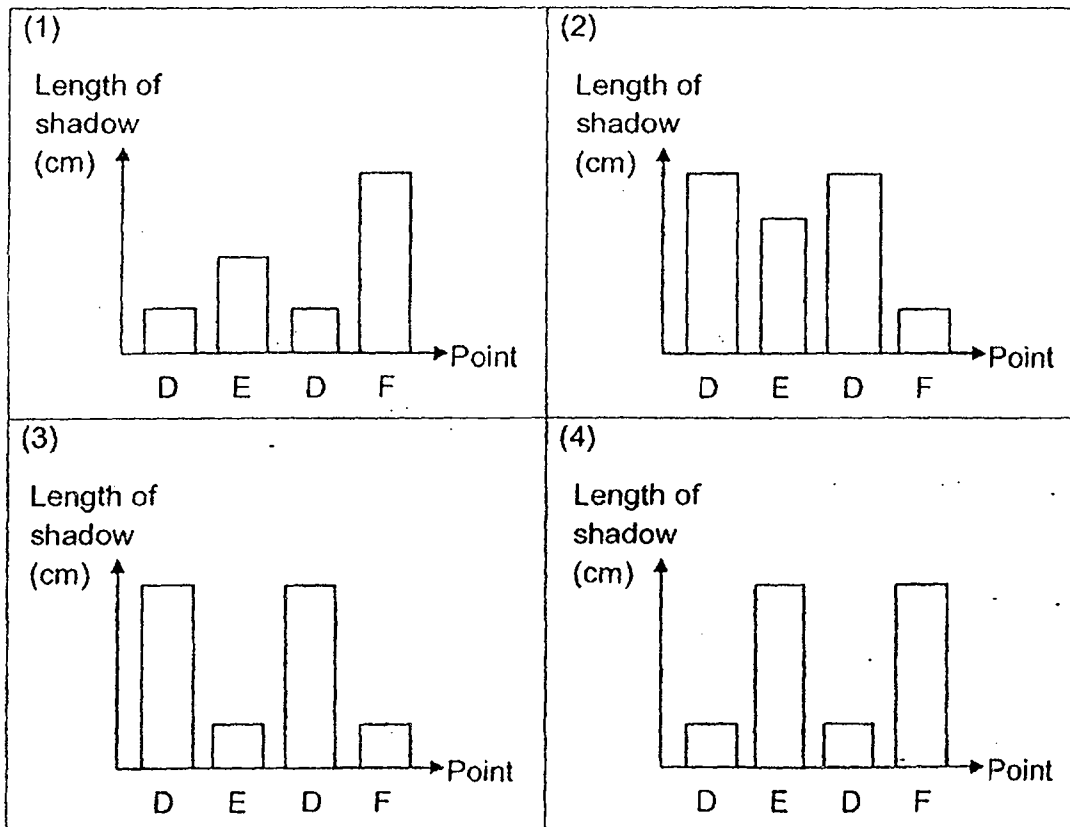 (1)
Length of
shadow
(cm)
Point
D E D F
(2)
Length of
shadow
(cm)
Point
D E D F
(3)
Length of
shadow
(cm)
Point
D E D F
(4)
Length of
shadow
(cm)
Point
D E D F